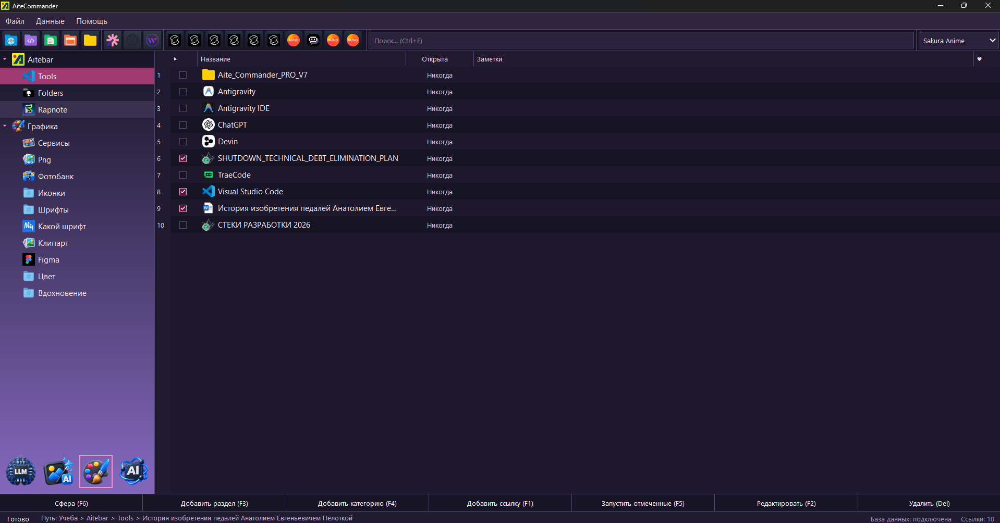 AiteCommander
Файл Данные Помощь
SUNO SUNO SUNO Поиск... (Ctrl+F) Sakura Anime
Aitebar
Tools
Folders
Rapnote
Графика
Сервисы
Png
Фотобанк
Иконки
Шрифты
Какой шрифт
Клипарт
Figma
Цвет
Вдохновение
LLM AI AI
Название Открыта Заметки
1 Aite_Commander_PRO_V7 Никогда
2 Antigravity Никогда
3 Antigravity IDE Никогда
4 ChatGPT Никогда
5 Devin Никогда
6 SHUTDOWN_TECHNICAL_DEBT_ELIMINATION_PLAN Никогда
7 TraeCode Никогда
8 Visual Studio Code Никогда
9 История изобретения педалей Анатолием Евге... Никогда
10 СТЕКИ РАЗРАБОТКИ 2026 Никогда
Сфера (F6) Добавить раздел (F3) Добавить категорию (F4) Добавить ссылку (F1) Запустить отмеченные (F5) Редактировать (F2) Удалить (Del)
Готово Путь: Учеба > Aitebar > Tools > История изобретения педалей Анатолием Евгеньевичем Пелоткой База данных: подключена Ссылки: 10